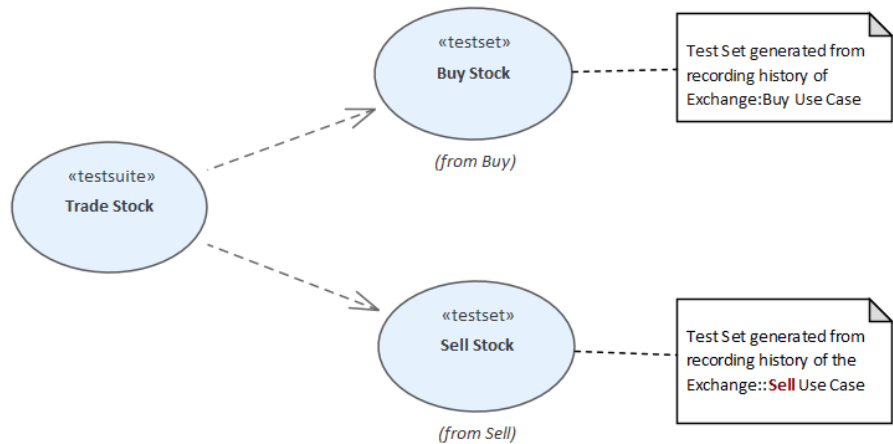 «testset»
Buy Stock
(from Buy)
Test Set generated from
recording history of
Exchange:Buy Use Case
«testsuite»
Trade Stock
«testset»
Sell Stock
(from Sell)
Test Set generated from
recording history of the
Exchange::Sell Use Case